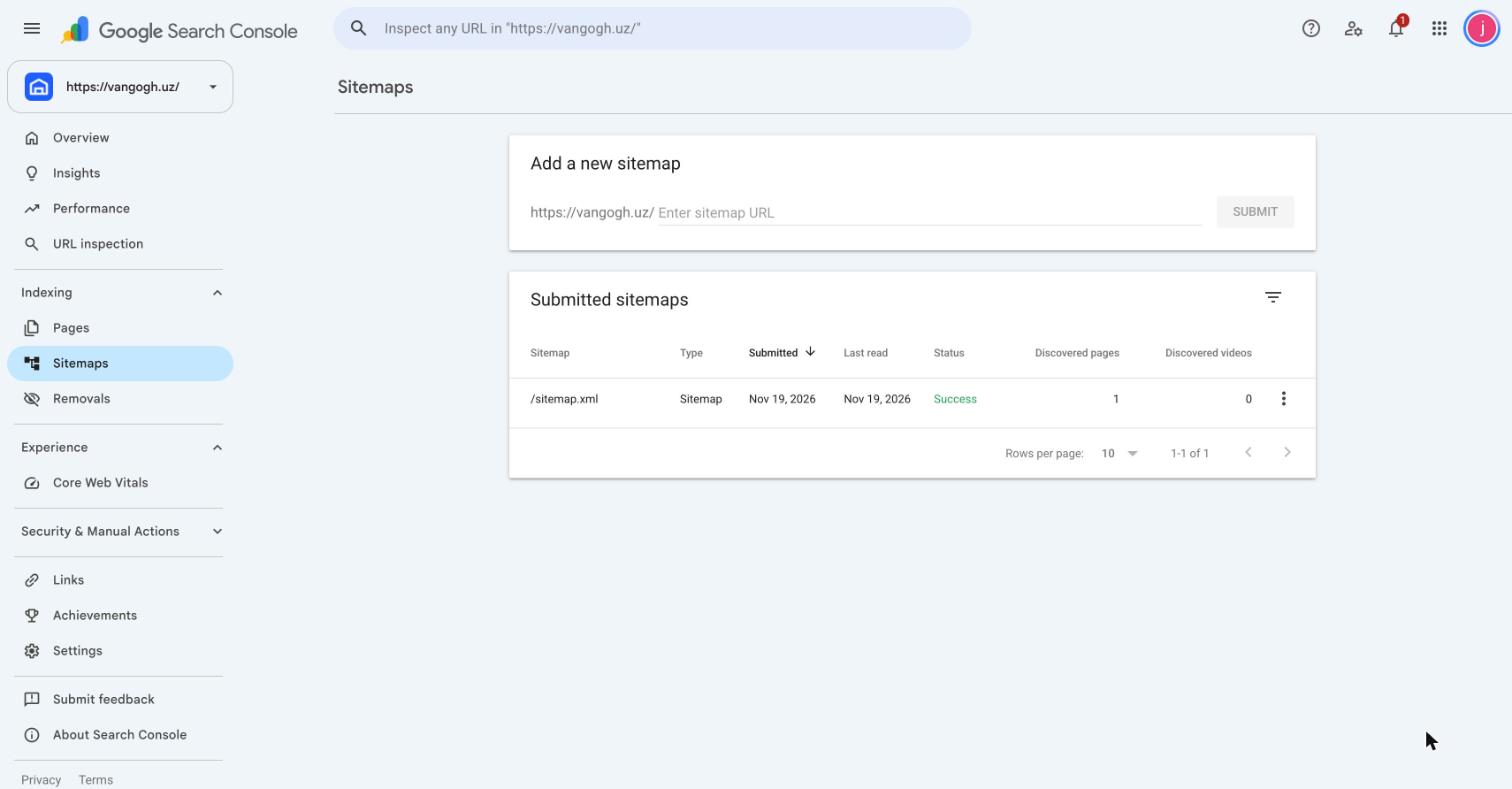 Google Search Console
Inspect any URL in "https://vangogh.uz/"
1
j
https://vangogh.uz/
Overview
Insights
Performance
URL inspection
Indexing
Pages
Sitemaps
Removals
Experience
Core Web Vitals
Security & Manual Actions
Links
Achievements
Settings
Submit feedback
About Search Console
Privacy Terms
Sitemaps
Add a new sitemap
https://vangogh.uz/ Enter sitemap URL SUBMIT
Submitted sitemaps
Sitemap Type Submitted Last read Status Discovered pages Discovered videos
/sitemap.xml Sitemap Nov 19, 2026 Nov 19, 2026 Success 1 0
Rows per page: 10 1-1 of 1